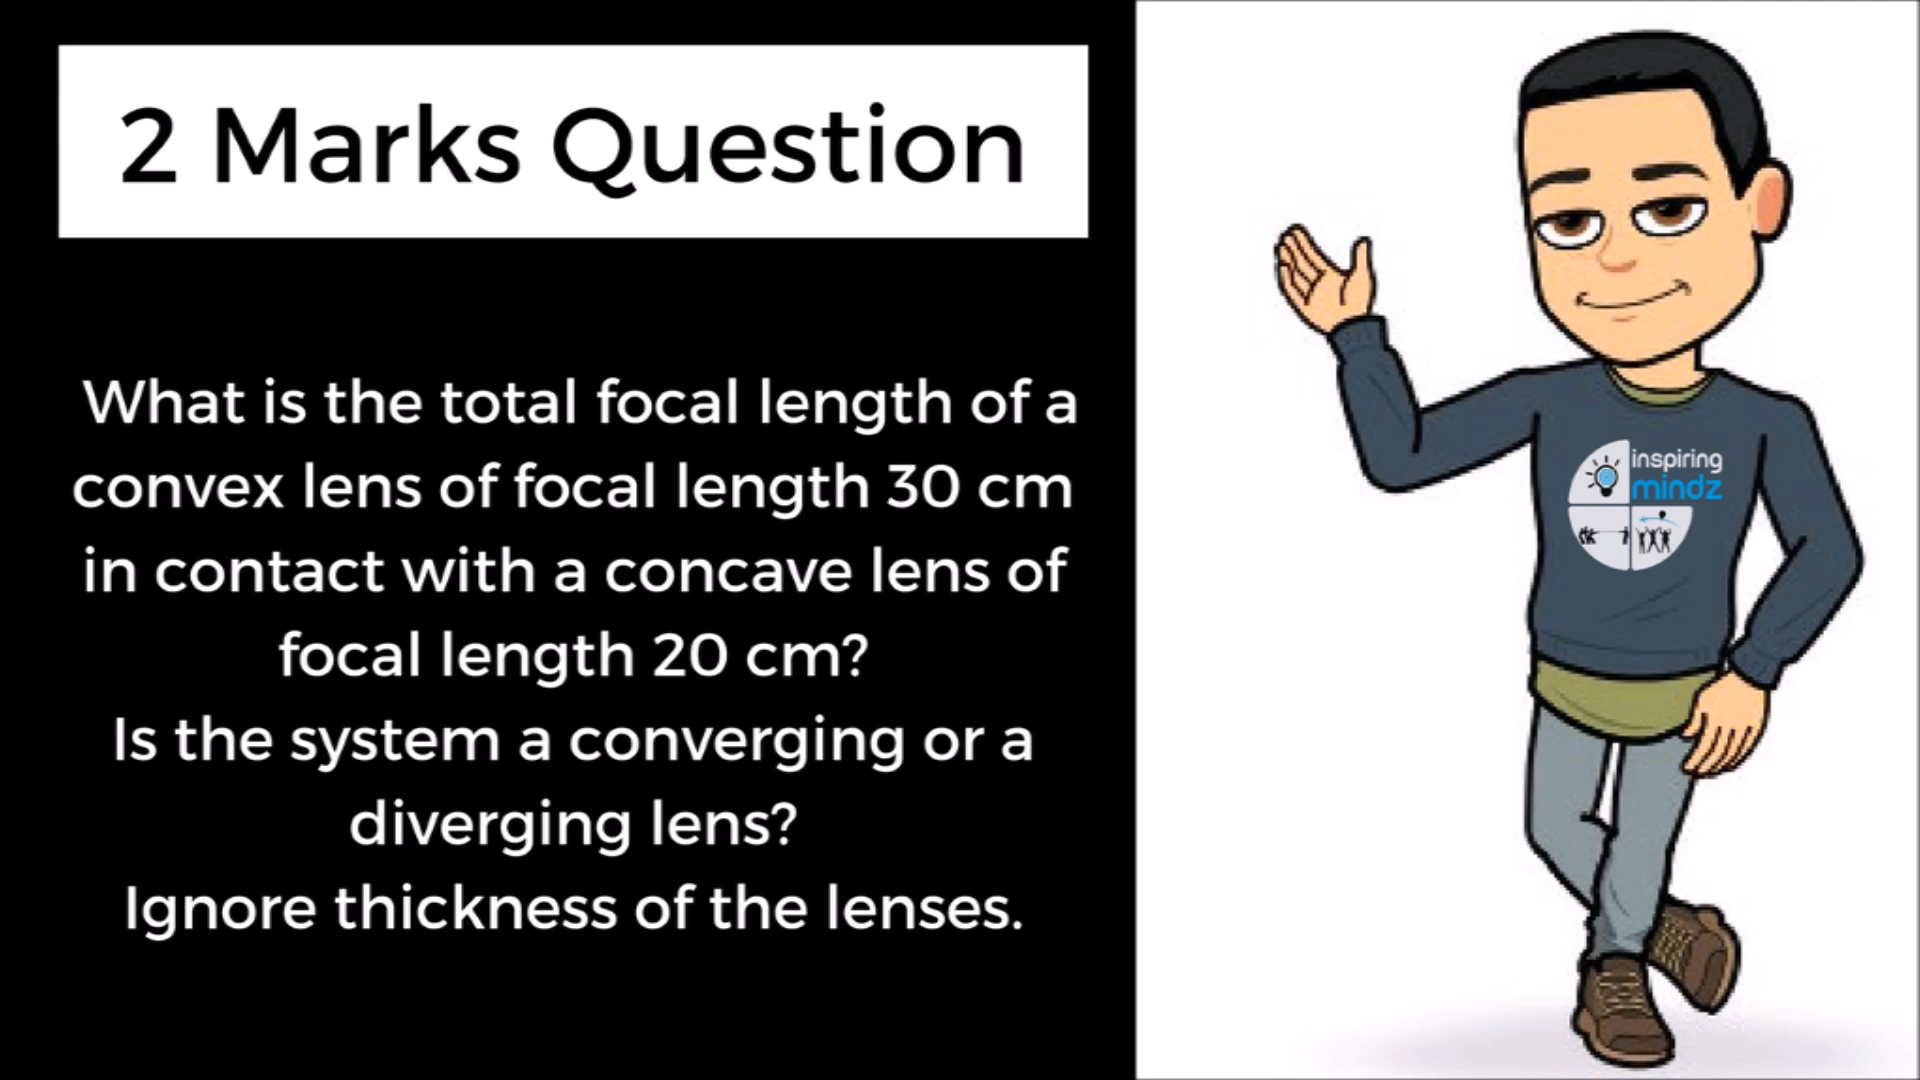 2 Marks Question
What is the total focal length of a
convex lens of focal length 30 cm
in contact with a concave lens of
focal length 20 cm?
Is the system a converging or a
diverging lens?
Ignore thickness of the lenses.
inspiring
mindz